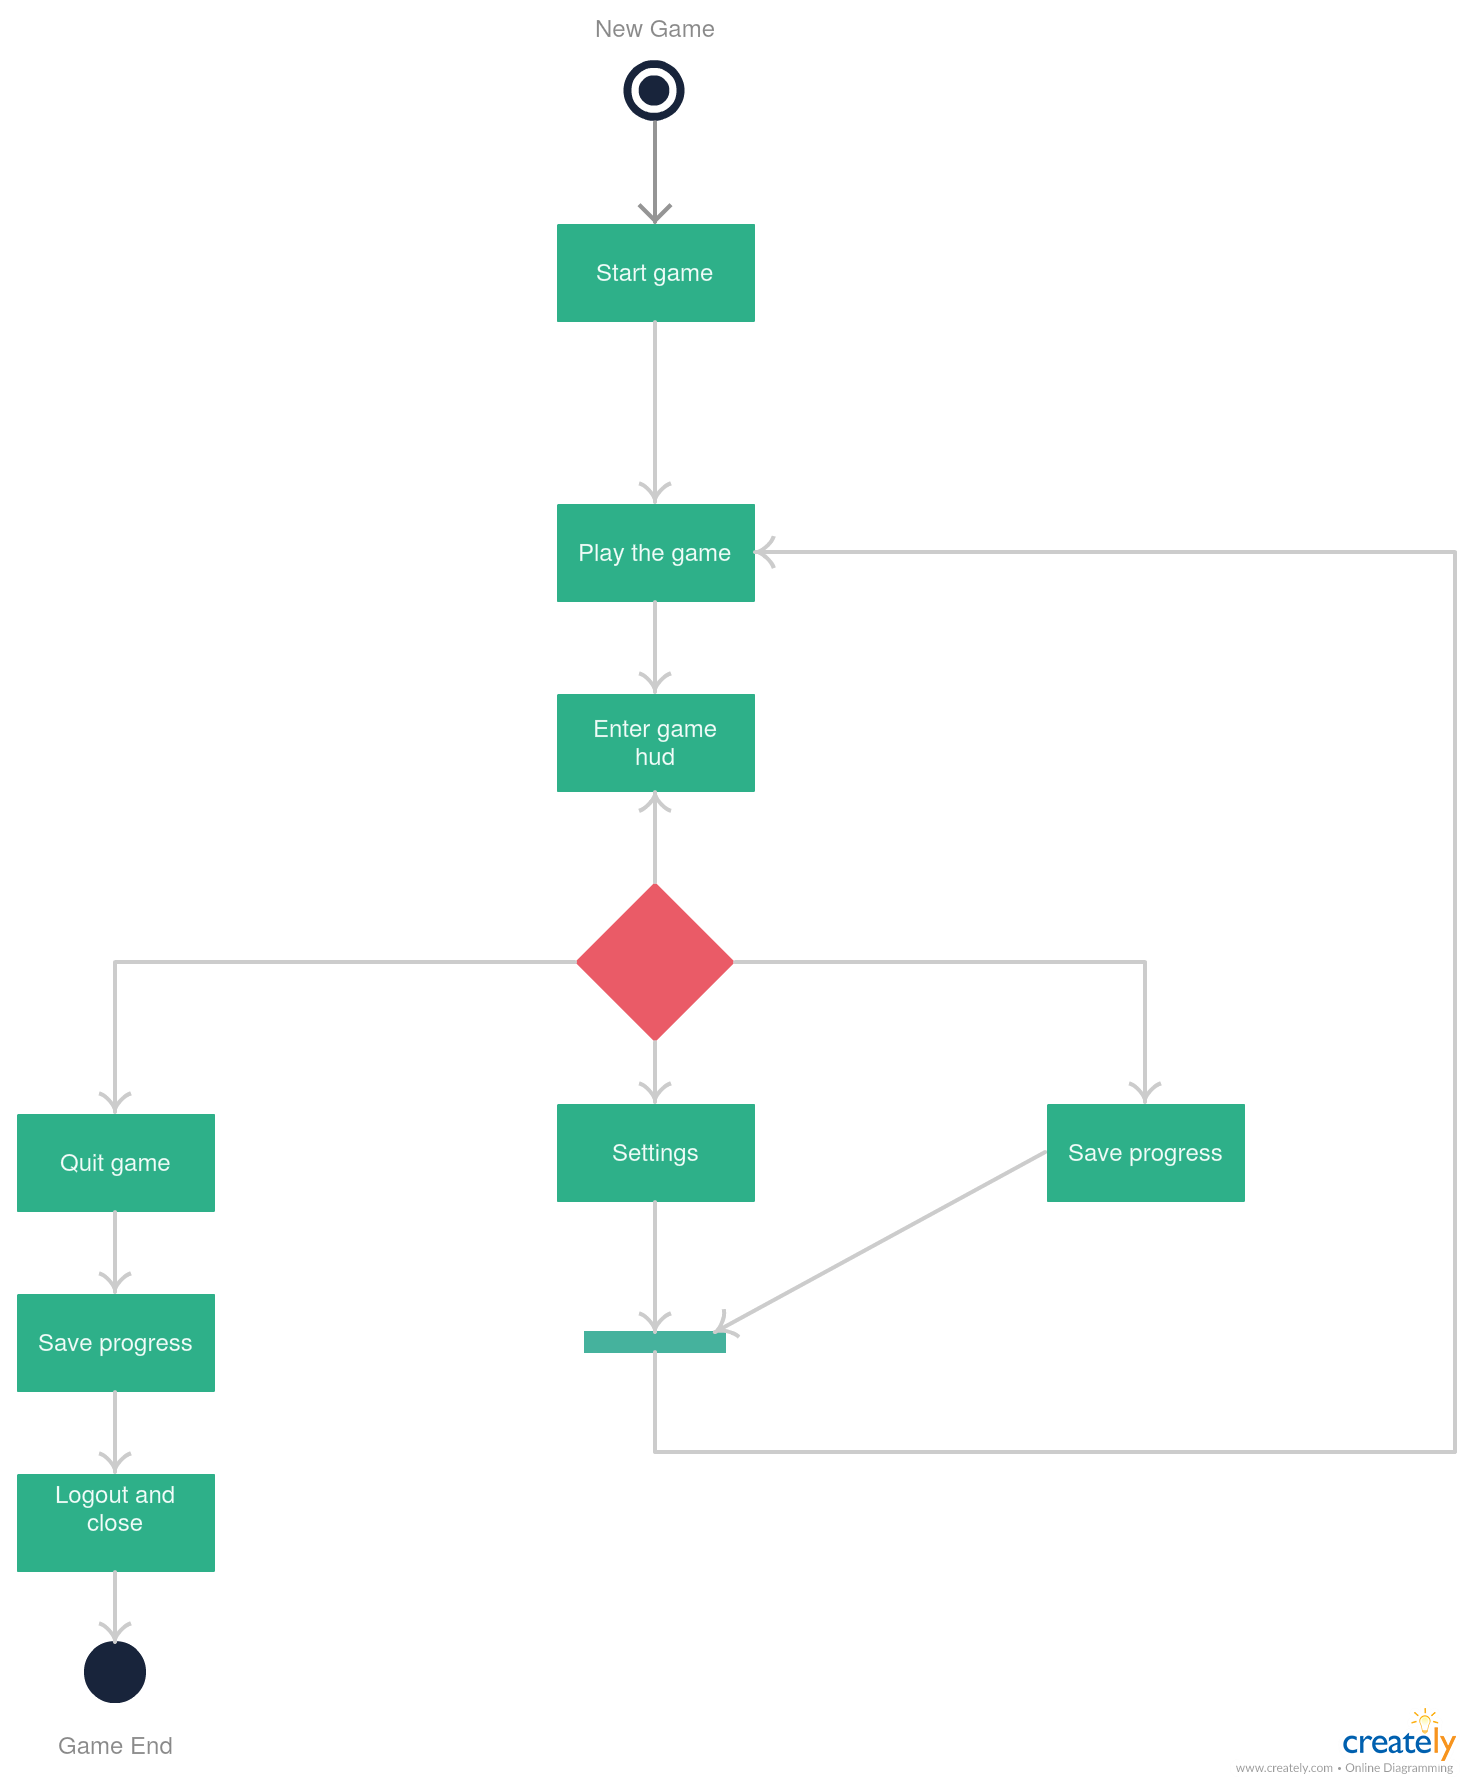 New Game
Start game
Play the game
Enter game
hud
Quit game
Settings
Save progress
Save progress
Logout and
close
Game End
creately
www.creately.com • Online Diagramming